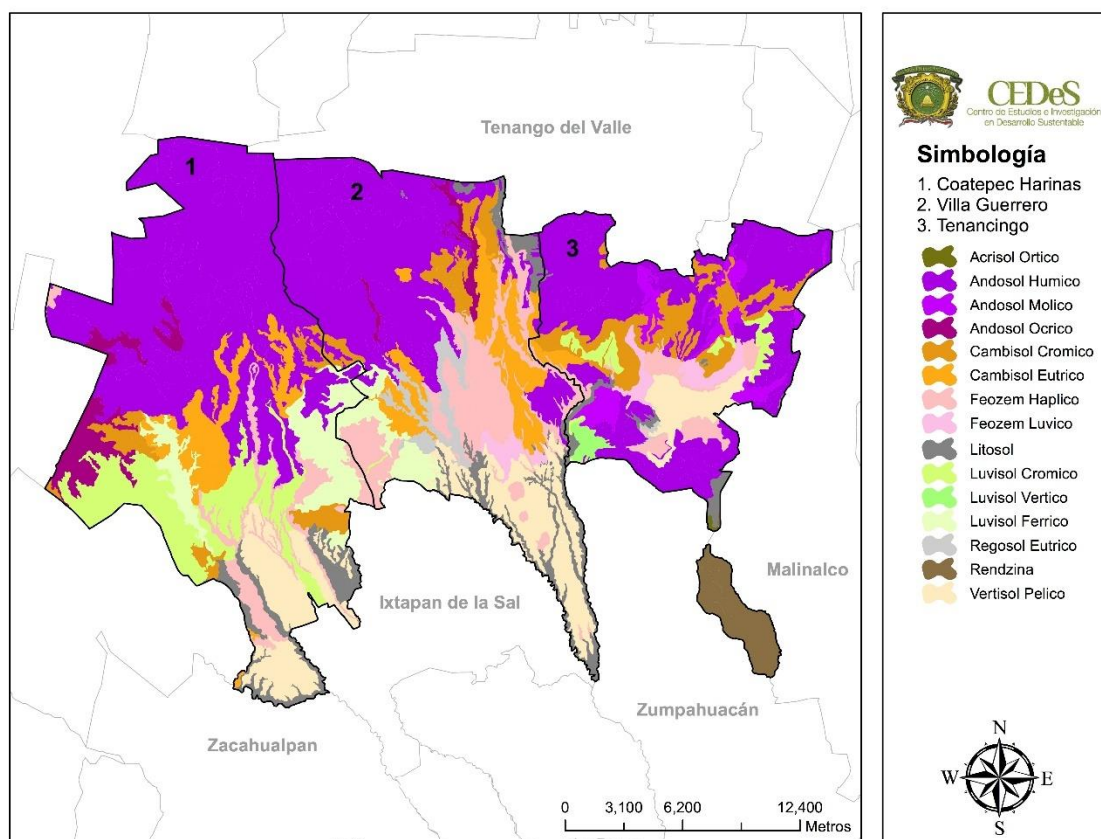 Tenango del Valle
1
2
3
Malinalco
Ixtapan de la Sal
Zumpahuacán
Zacahualpan
0 3,100 6,200 12,400
Metros
CEDeS
Centro de Estudios e Investigación
en Desarrollo Sustentable
Simbología
1. Coatepec Harinas
2. Villa Guerrero
3. Tenancingo
Acrisol Ortico
Andosol Humico
Andosol Molico
Andosol Ocrico
Cambisol Cromico
Cambisol Eutrico
Feozem Haplico
Feozem Luvico
Litosol
Luvisol Cromico
Luvisol Vertico
Luvisol Ferrico
Regosol Eutrico
Rendzina
Vertisol Pelico
N
W E
S